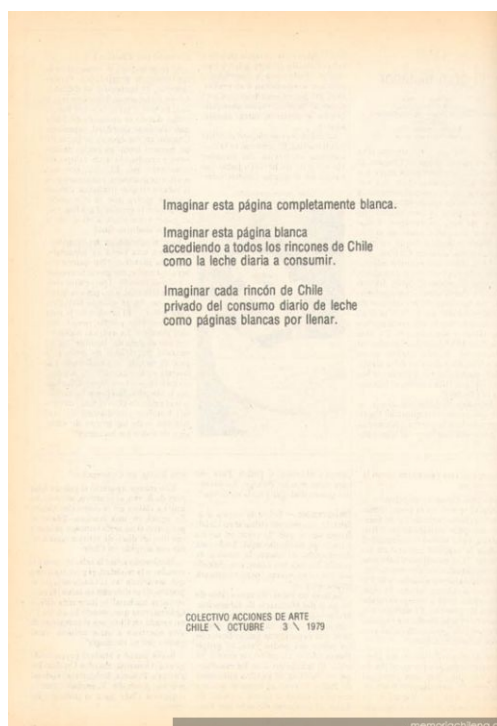 Imaginar esta página completamente blanca.
Imaginar esta página blanca
accediendo a todos los rincones de Chile
como la leche diaria a consumir.
Imaginar cada rincón de Chile
privado del consumo diario de leche
como páginas blancas por llenar.
COLECTIVO ACCIONES DE ARTE
CHILE \ OCTUBRE 3 \ 1979